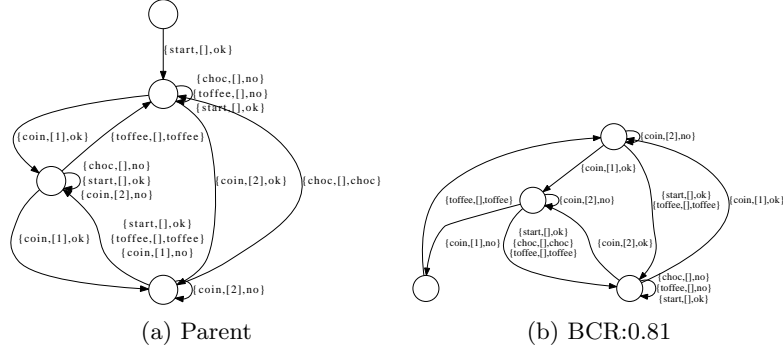 {start,[],ok}
{choc,[],no}
{toffee,[],no}
{start,[],ok}
{coin,[1],ok}
{toffee,[],toffee}
{choc,[],no}
{start,[],ok}
{coin,[2],no}
{coin,[2],ok}
{choc,[],choc}
{coin,[1],ok}
{start,[],ok}
{toffee,[],toffee}
{coin,[1],no}
{coin,[2],no}
(a) Parent
{coin,[2],no}
{coin,[1],ok}
{toffee,[],toffee}
{coin,[2],no}
{start,[],ok}
{toffee,[],toffee}
{coin,[1],ok}
{coin,[1],no}
{start,[],ok}
{choc,[],choc}
{toffee,[],toffee}
{coin,[2],ok}
{choc,[],no}
{toffee,[],no}
{start,[],ok}
(b) BCR:0.81